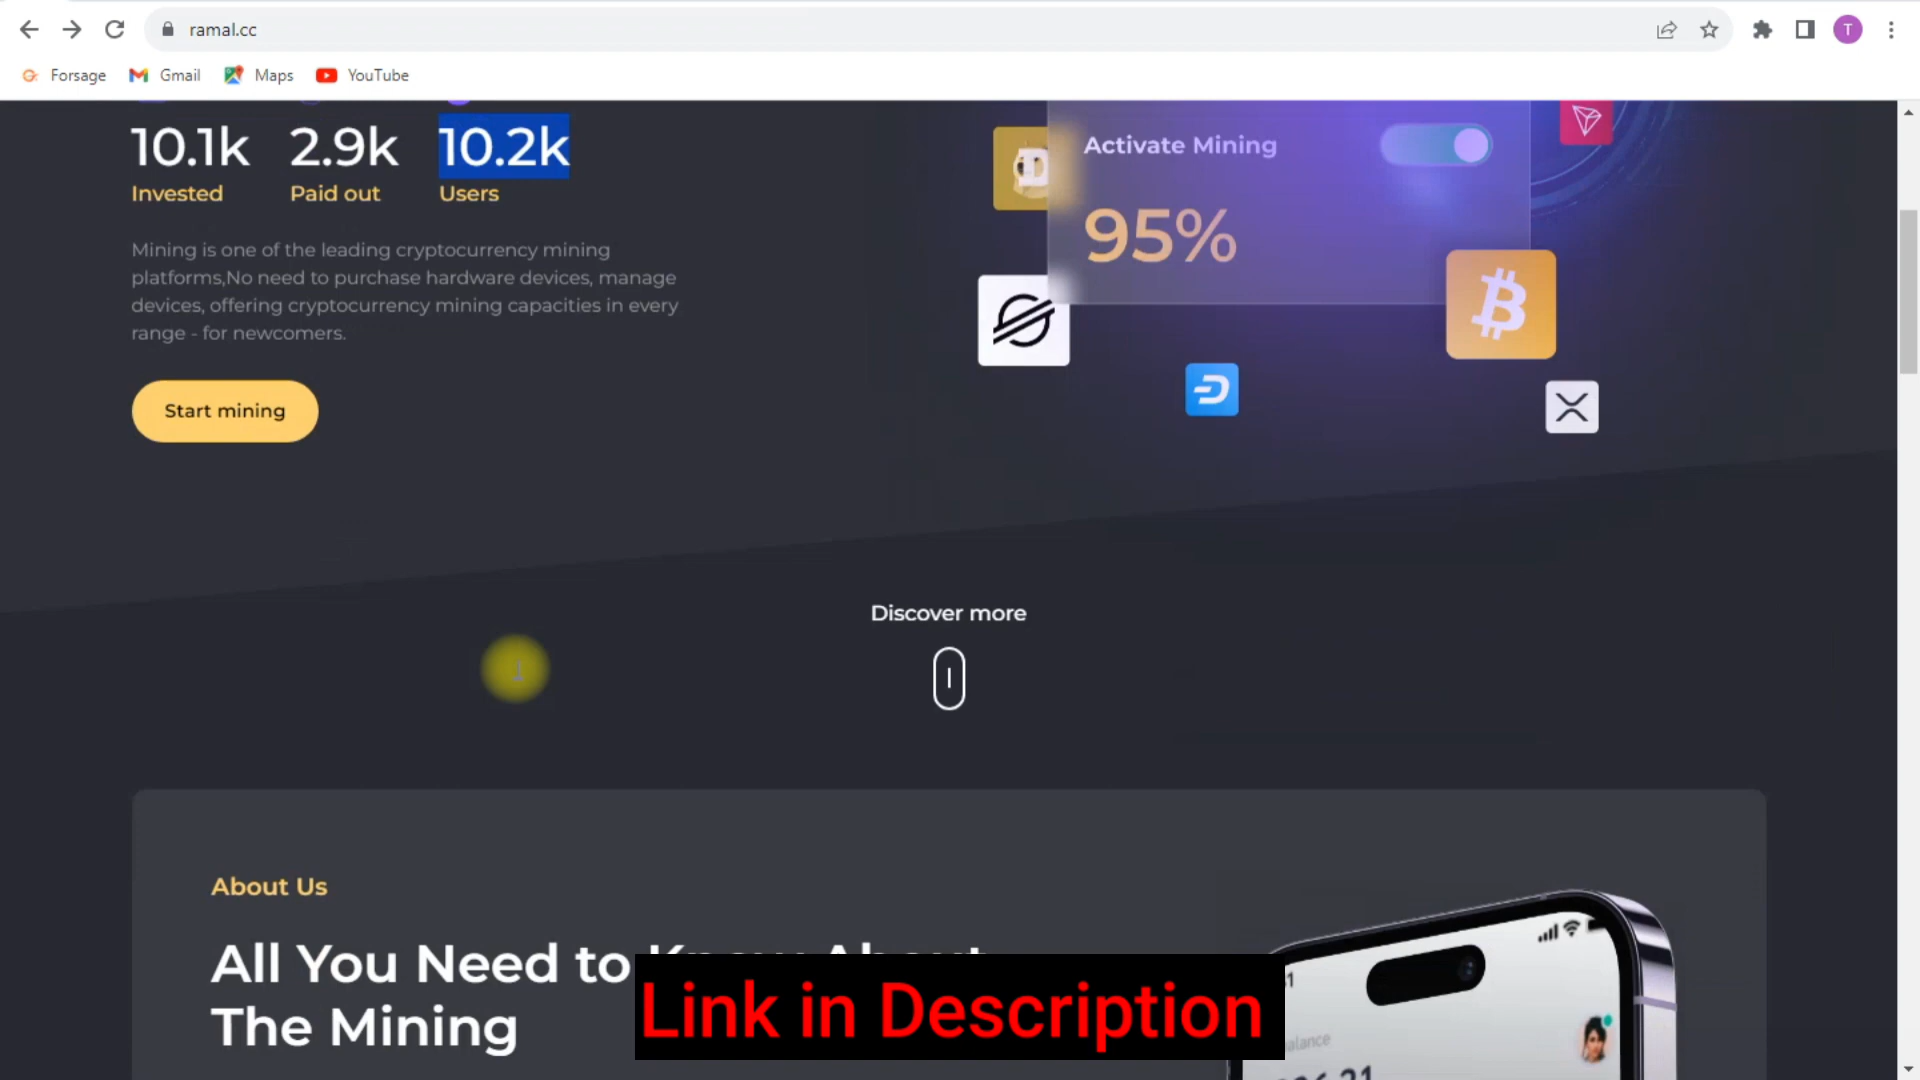 ramal.cc
T
Forsage Gmail Maps YouTube
10.1k 2.9k 10.2k
Invested Paid out Users
Mining is one of the leading cryptocurrency mining
platforms,No need to purchase hardware devices, manage
devices, offering cryptocurrency mining capacities in every
range - for newcomers.
Start mining
Activate Mining
95%
Discover more
About Us
All You Need to Know About
The Mining
Link in Description